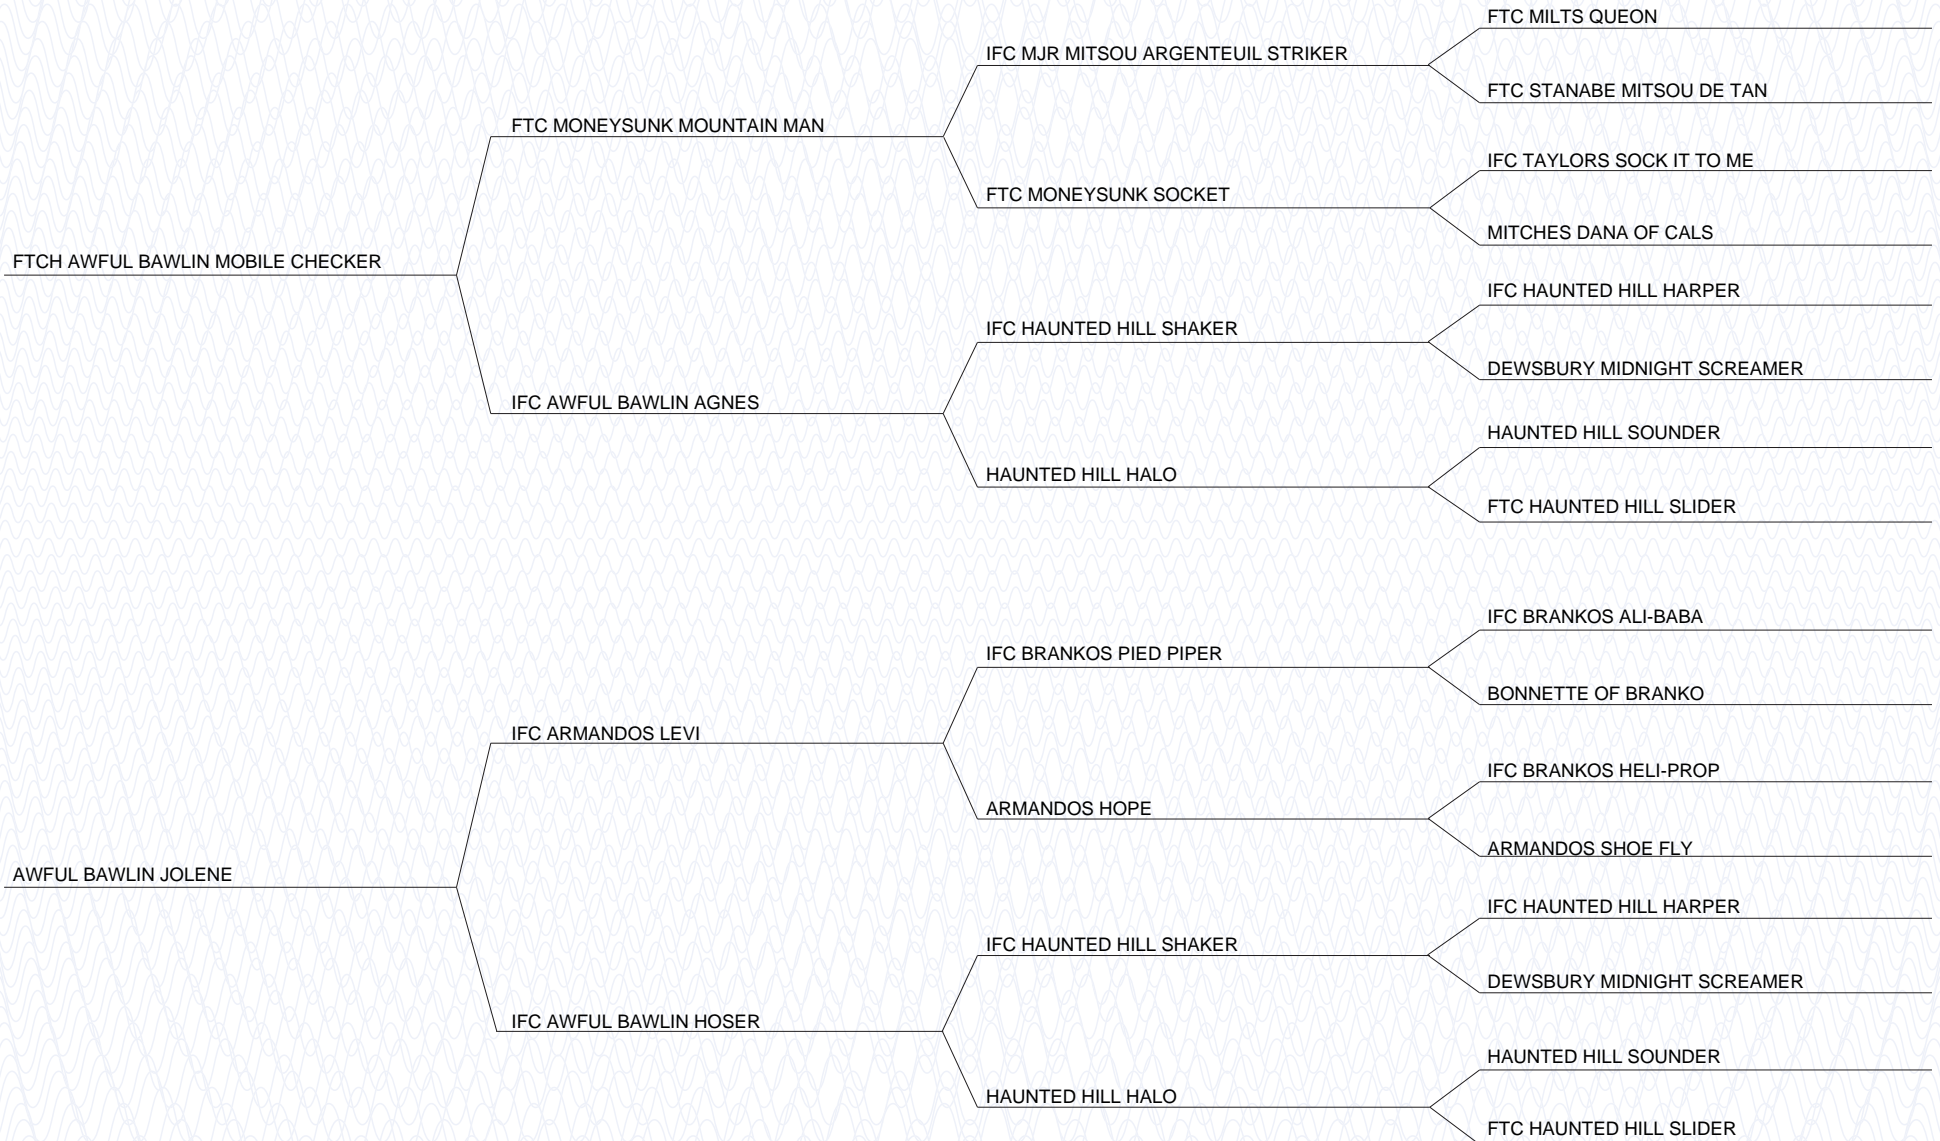 FTC MILTS QUEON
IFC MJR MITSOU ARGENTEUIL STRIKER
FTC STANABE MITSOU DE TAN
FTC MONEYSUNK MOUNTAIN MAN
IFC TAYLORS SOCK IT TO ME
FTC MONEYSUNK SOCKET
MITCHES DANA OF CALS
FTCH AWFUL BAWLIN MOBILE CHECKER
IFC HAUNTED HILL HARPER
IFC HAUNTED HILL SHAKER
DEWSBURY MIDNIGHT SCREAMER
IFC AWFUL BAWLIN AGNES
HAUNTED HILL SOUNDER
HAUNTED HILL HALO
FTC HAUNTED HILL SLIDER
IFC BRANKOS ALI-BABA
IFC BRANKOS PIED PIPER
BONNETTE OF BRANKO
IFC ARMANDOS LEVI
IFC BRANKOS HELI-PROP
ARMANDOS HOPE
ARMANDOS SHOE FLY
AWFUL BAWLIN JOLENE
IFC HAUNTED HILL HARPER
IFC HAUNTED HILL SHAKER
DEWSBURY MIDNIGHT SCREAMER
IFC AWFUL BAWLIN HOSER
HAUNTED HILL SOUNDER
HAUNTED HILL HALO
FTC HAUNTED HILL SLIDER